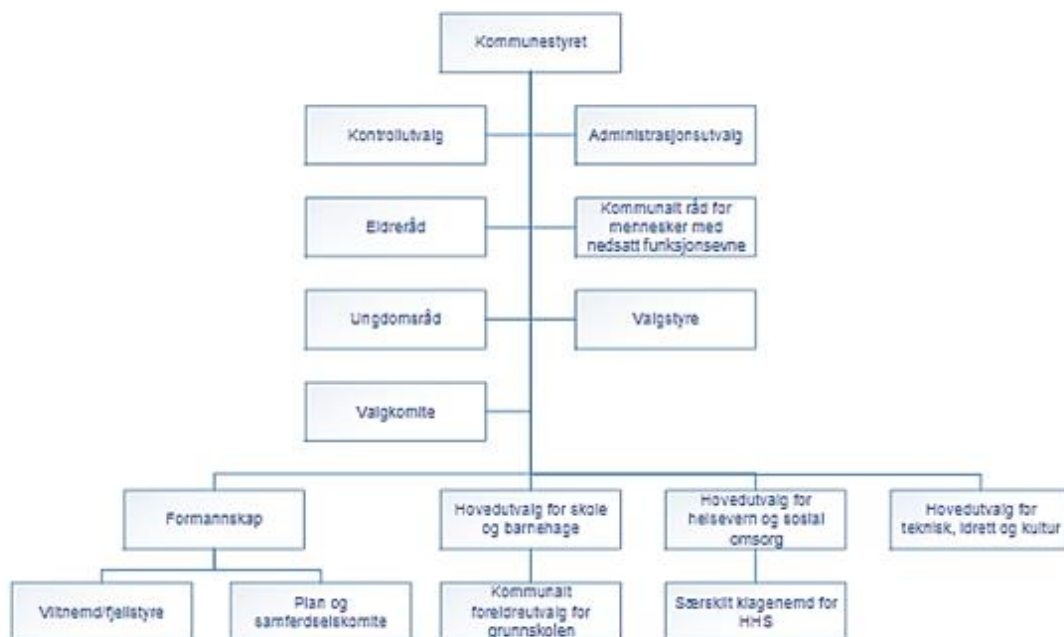 Kommunestyret
Kontrollutvalg
Administrasjonsutvalg
Eldreråd
Kommunalt råd for
mennesker med
nedsatt funksjonsevne
Ungdomsråd
Valgstyre
Valgkomite
Formannskap
Hovedutvalg for skole
og barnehage
Hovedutvalg for
helsevern og sosial
omsorg
Hovedutvalg for
teknisk, idrett og kultur
Viltnemd/fjellstyre
Plan og
samferdselskomite
Kommunalt
foreldreutvalg for
grunnskolen
Særskilt klagenemd for
HHS